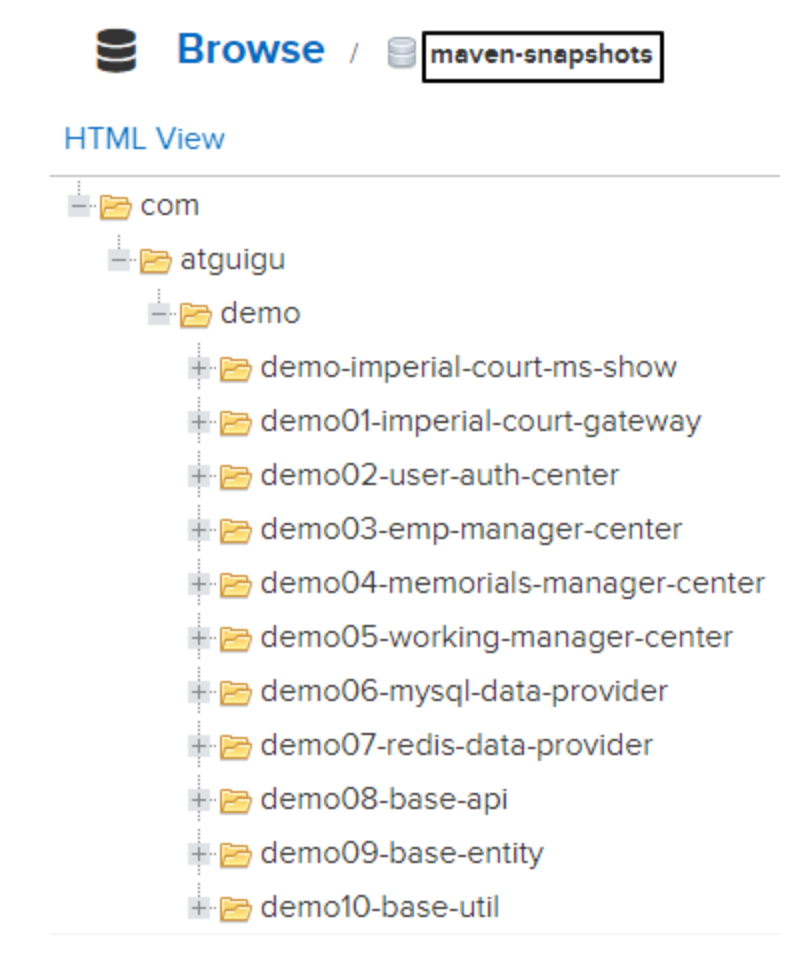 Browse / maven-snapshots
HTML View
com
atguigu
demo
demo-imperial-court-ms-show
demo01-imperial-court-gateway
demo02-user-auth-center
demo03-emp-manager-center
demo04-memorials-manager-center
demo05-working-manager-center
demo06-mysql-data-provider
demo07-redis-data-provider
demo08-base-api
demo09-base-entity
demo10-base-util